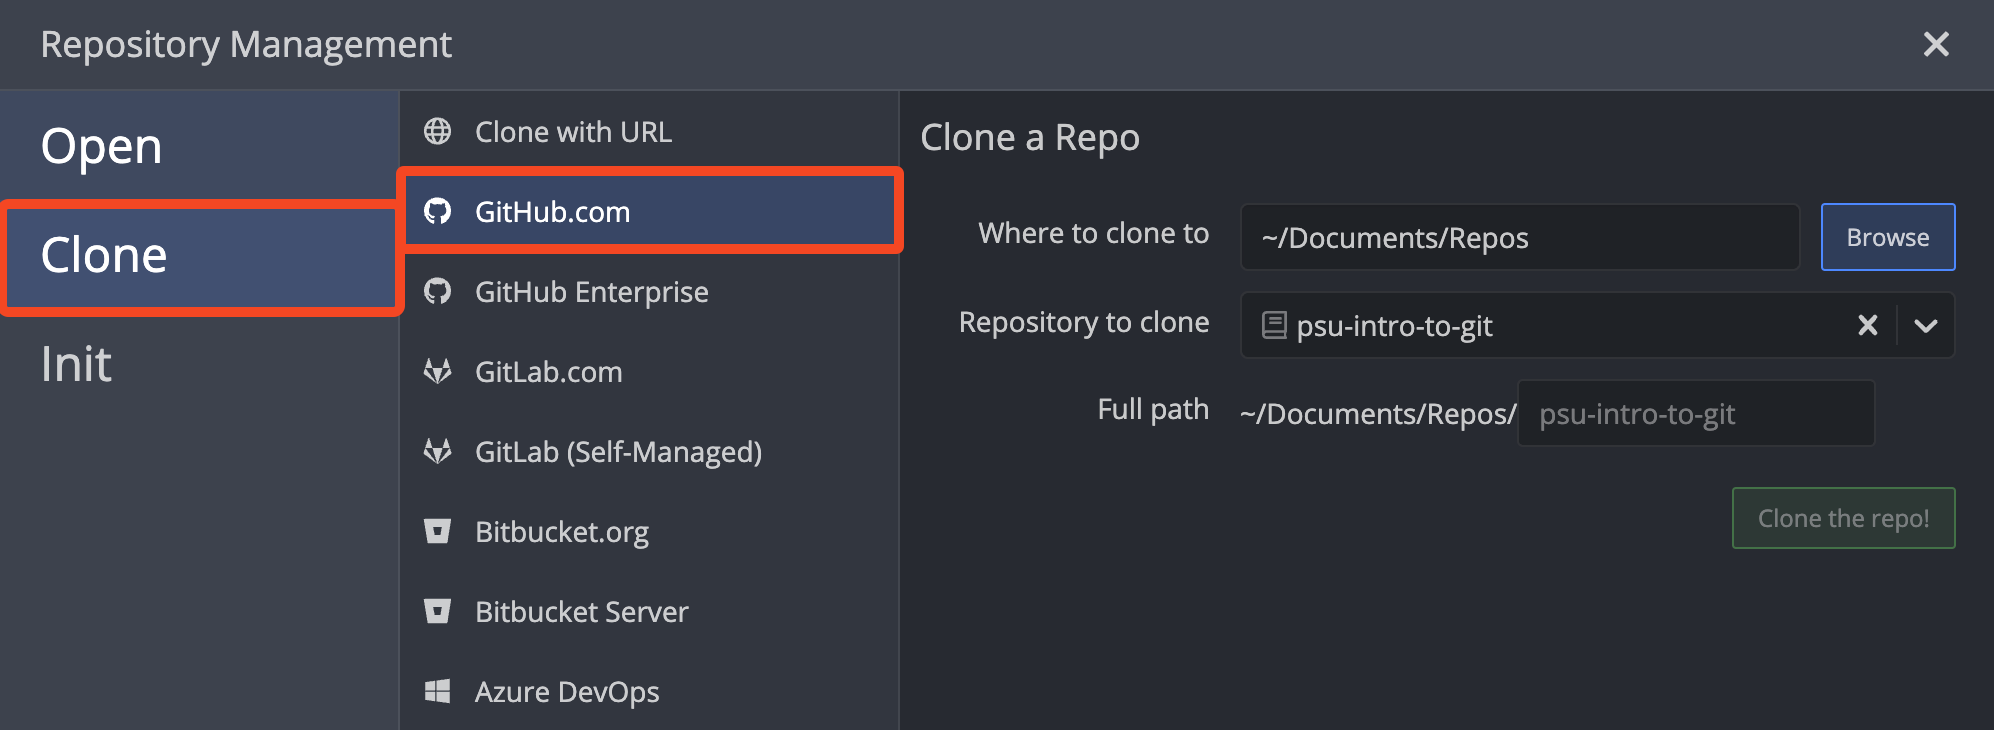 Repository Management
Open
Clone
Init
Clone with URL
GitHub.com
GitHub Enterprise
GitLab.com
GitLab (Self-Managed)
Bitbucket.org
Bitbucket Server
Azure DevOps
Clone a Repo
Where to clone to ~/Documents/Repos Browse
Repository to clone psu-intro-to-git
Full path ~/Documents/Repos/ psu-intro-to-git
Clone the repo!